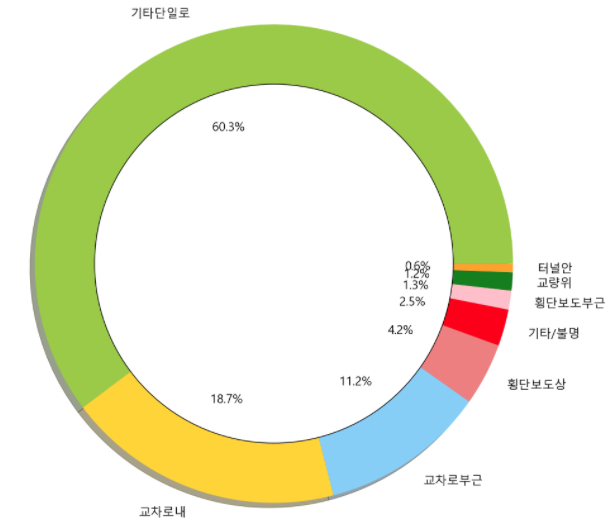 기타단일로
60.3%
0.6%
터널안
1.2%
교량위
1.3%
횡단보도부근
2.5%
기타/불명
4.2%
횡단보도상
11.2%
교차로부근
18.7%
교차로내